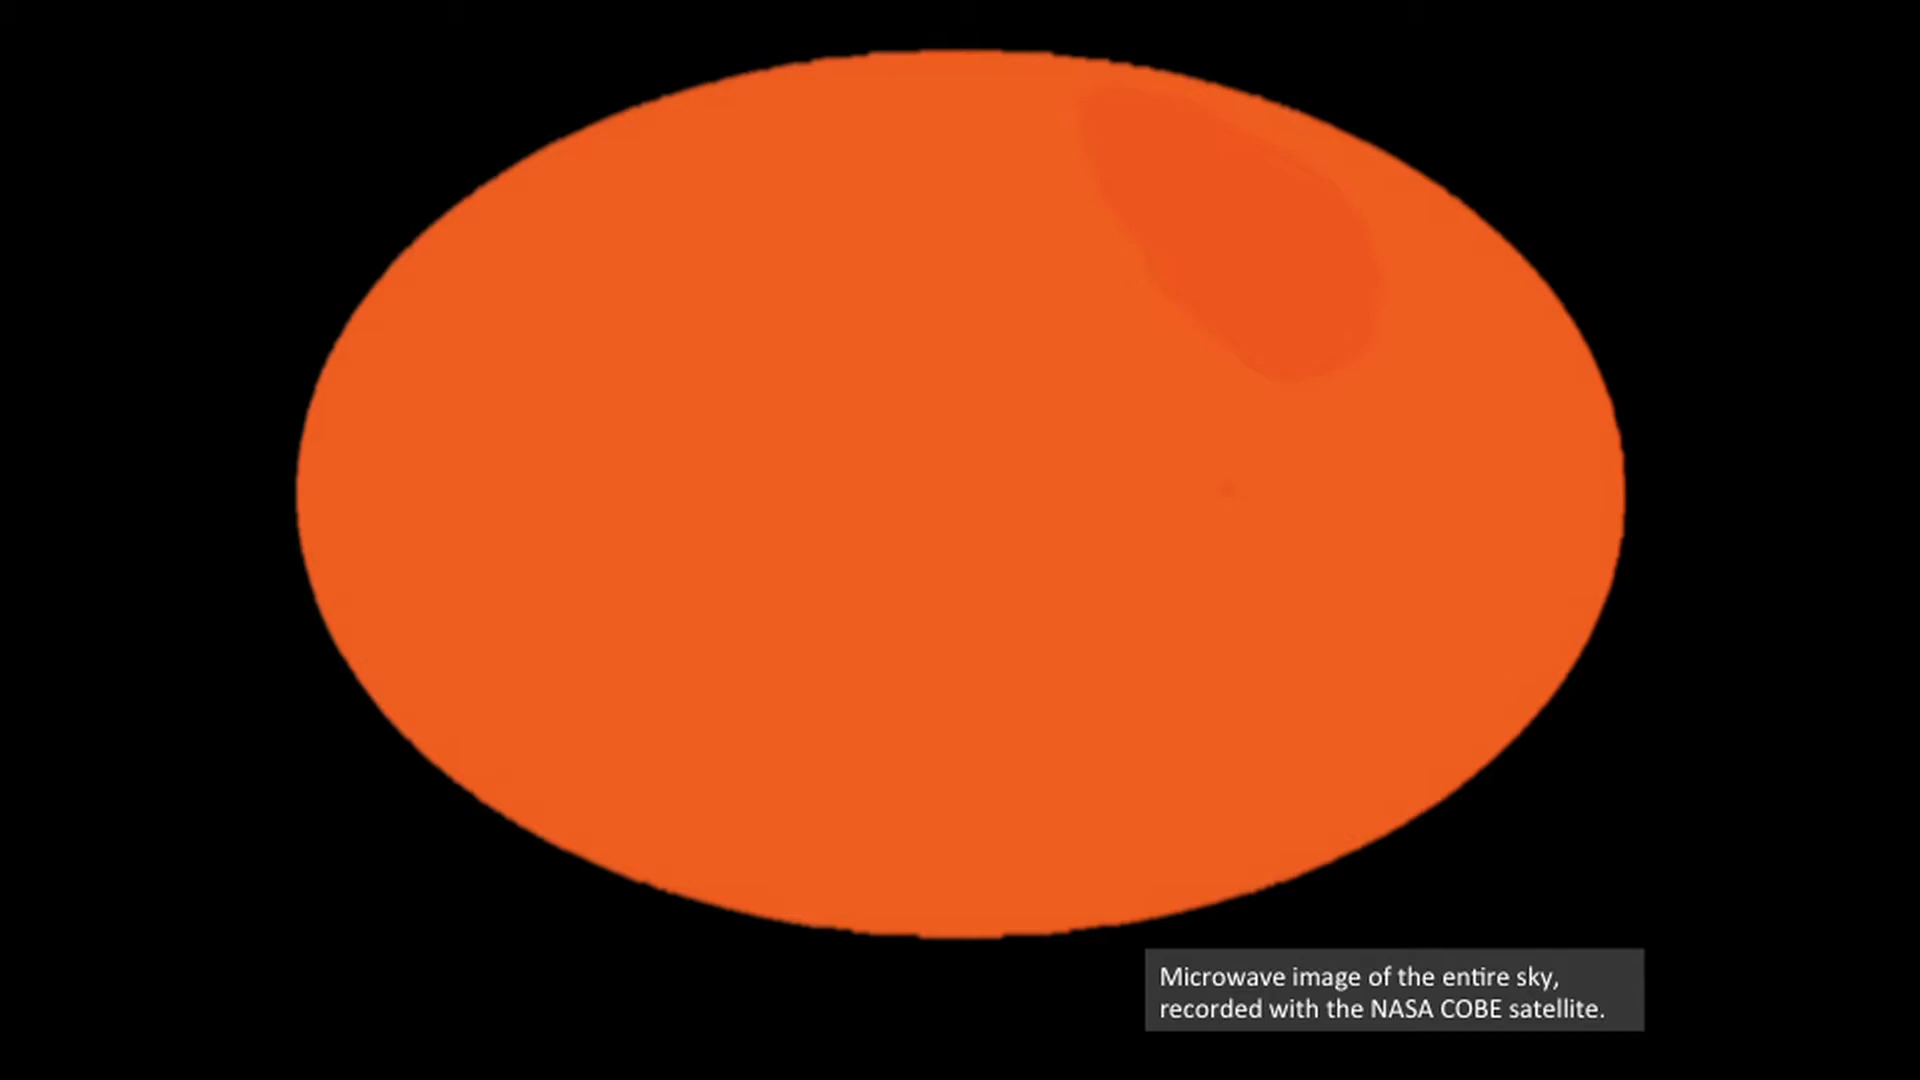 Microwave image of the entire sky,
recorded with the NASA COBE satellite.